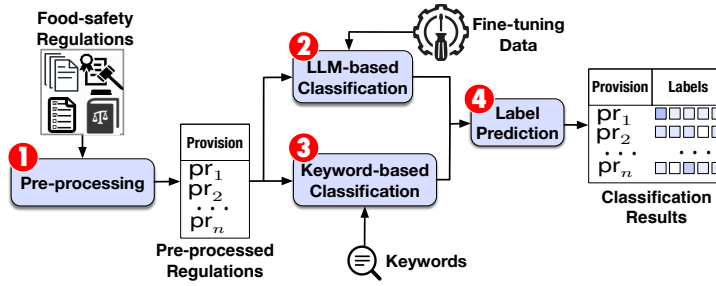 Food-safety
Regulations
1
Pre-processing
Provision
pr1
pr2
...
prn
Pre-processed
Regulations
2
LLM-based
Classification
Fine-tuning
Data
3
Keyword-based
Classification
Keywords
4
Label
Prediction
Provision Labels
pr1
pr2
... ...
prn
Classification
Results